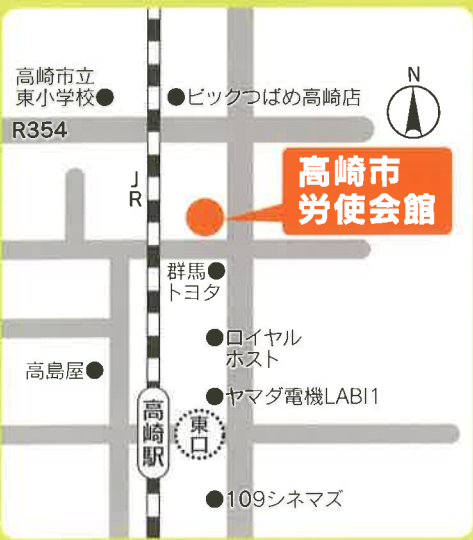 高崎市立
東小学校
ビックつばめ高崎店
N
R354
JR
高崎市
労使会館
群馬
トヨタ
ロイヤル
ホスト
高島屋
ヤマダ電機LABI1
高崎駅
東口
109シネマズ